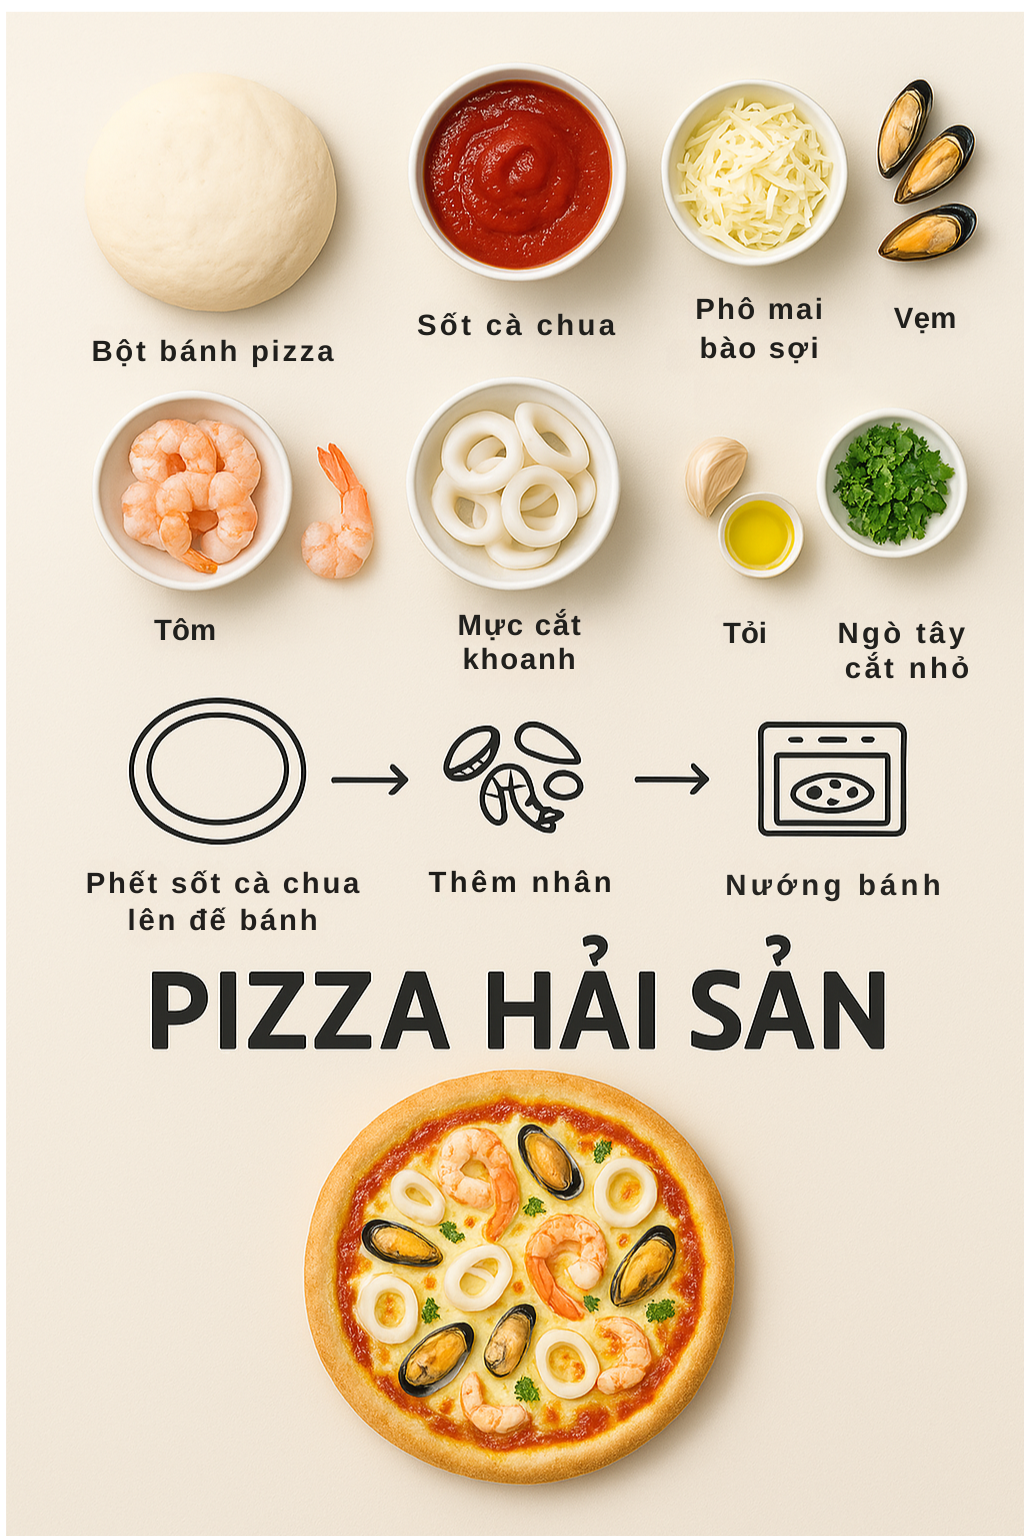 Bột bánh pizza
Sốt cà chua
Phô mai
bào sợi
Vẹm
Tôm
Mực cắt
khoanh
Tỏi
Ngò tây
cắt nhỏ
Phết sốt cà chua
lên đế bánh
Thêm nhân
Nướng bánh
PIZZA HẢI SẢN